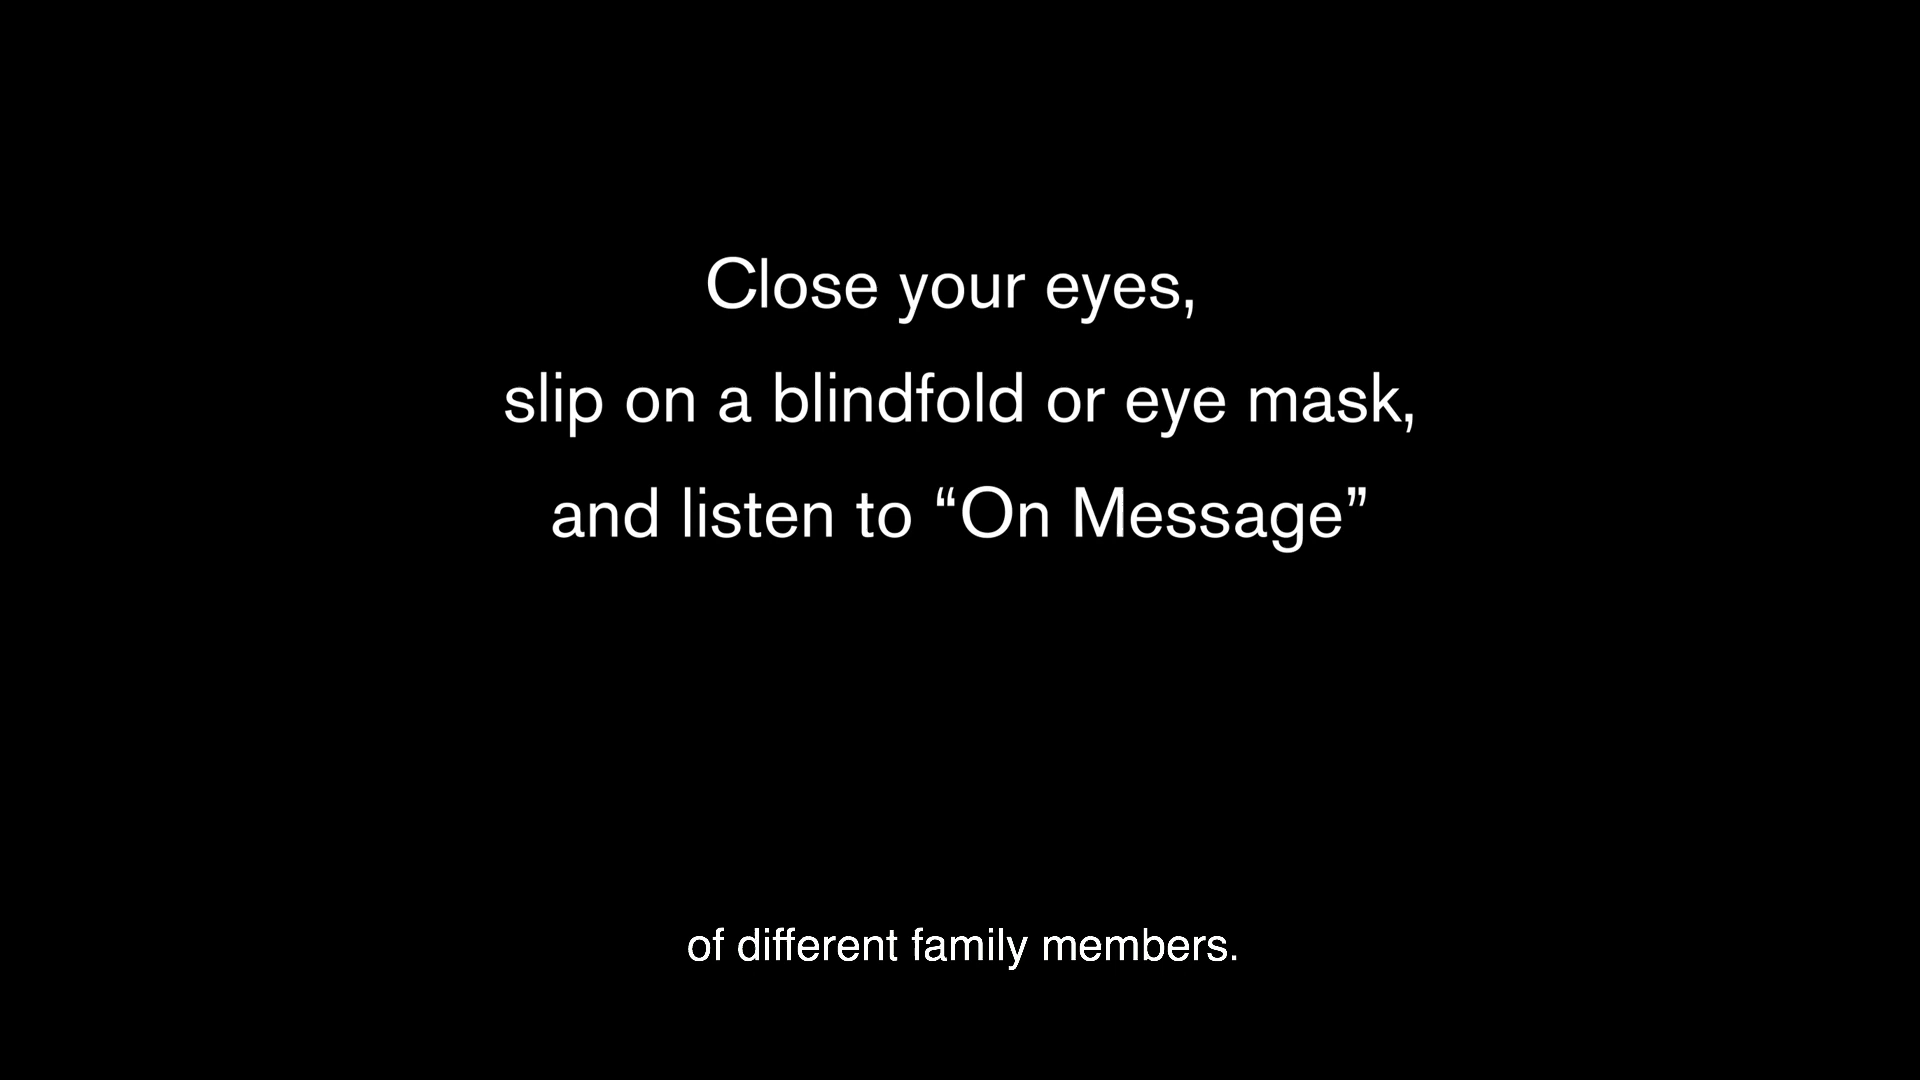 Close your eyes,
slip on a blindfold or eye mask,
and listen to “On Message”
of different family members.